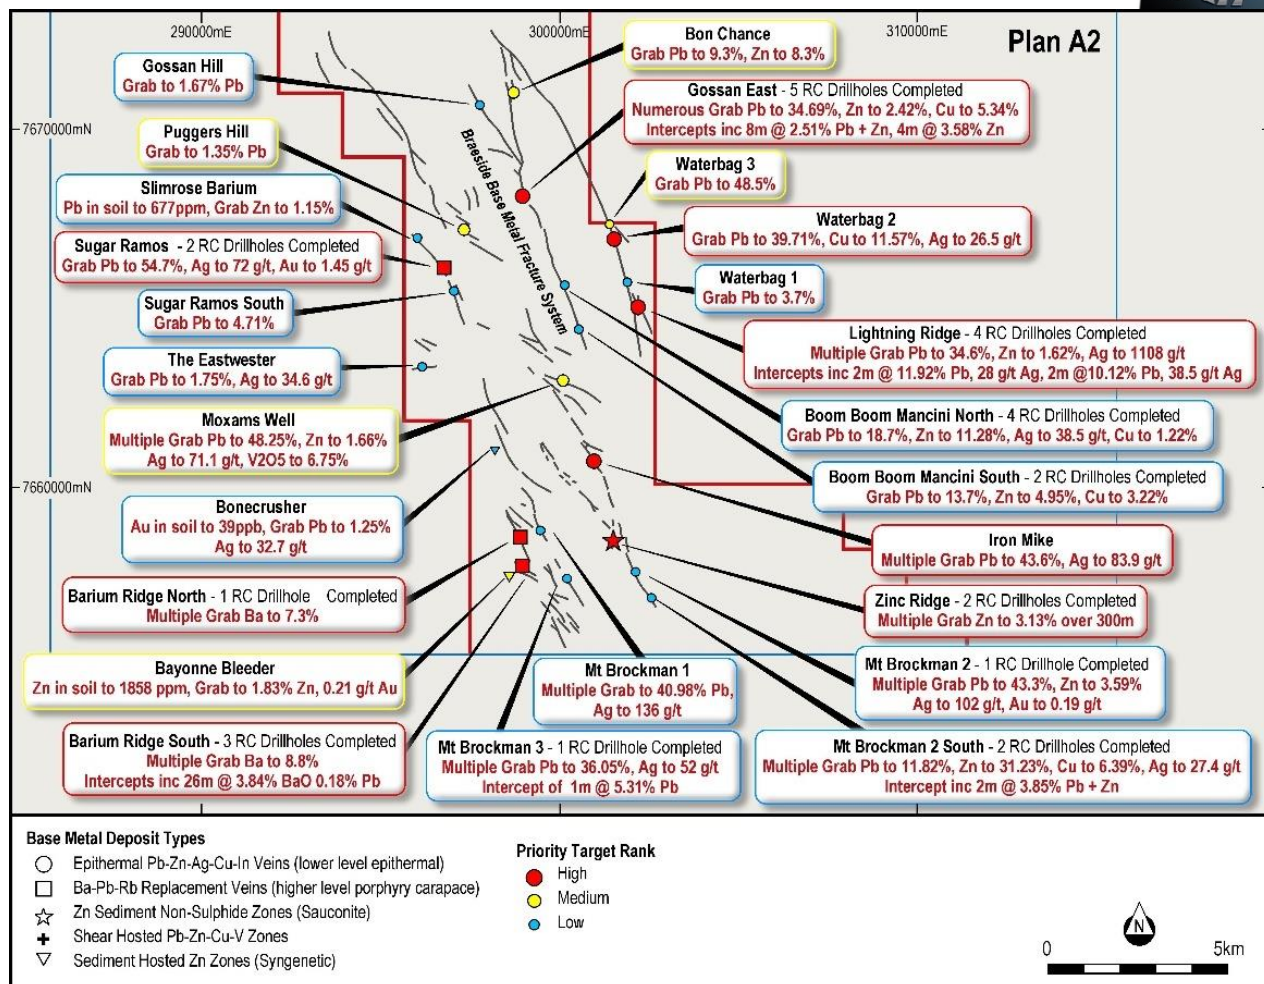 290000mE
300000mE
310000mE
Plan A2
7670000mN
7660000mN
Gossan Hill
Grab to 1.67% Pb
Puggers Hill
Grab to 1.35% Pb
Slimrose Barium
Pb in soil to 677ppm, Grab Zn to 1.15%
Sugar Ramos - 2 RC Drillholes Completed
Grab Pb to 54.7%, Ag to 72 g/t, Au to 1.45 g/t
Sugar Ramos South
Grab Pb to 4.71%
The Eastwester
Grab Pb to 1.75%, Ag to 34.6 g/t
Moxams Well
Multiple Grab Pb to 48.25%, Zn to 1.66%
Ag to 71.1 g/t, V2O5 to 6.75%
Bonecrusher
Au in soil to 39ppb, Grab Pb to 1.25%
Ag to 32.7 g/t
Barium Ridge North - 1 RC Drillhole Completed
Multiple Grab Ba to 7.3%
Bayonne Bleeder
Zn in soil to 1858 ppm, Grab to 1.83% Zn, 0.21 g/t Au
Barium Ridge South - 3 RC Drillholes Completed
Multiple Grab Ba to 8.8%
Intercepts inc 26m @ 3.84% BaO 0.18% Pb
Braeside Base Metal Fracture System
Bon Chance
Grab Pb to 9.3%, Zn to 8.3%
Gossan East - 5 RC Drillholes Completed
Numerous Grab Pb to 34.69%, Zn to 2.42%, Cu to 5.34%
Intercepts inc 8m @ 2.51% Pb + Zn, 4m @ 3.58% Zn
Waterbag 3
Grab Pb to 48.5%
Waterbag 2
Grab Pb to 39.71%, Cu to 11.57%, Ag to 26.5 g/t
Waterbag 1
Grab Pb to 3.7%
Lightning Ridge - 4 RC Drillholes Completed
Multiple Grab Pb to 34.6%, Zn to 1.62%, Ag to 1108 g/t
Intercepts inc 2m @ 11.92% Pb, 28 g/t Ag, 2m @10.12% Pb, 38.5 g/t Ag
Boom Boom Mancini North - 4 RC Drillholes Completed
Grab Pb to 18.7%, Zn to 11.28%, Ag to 38.5 g/t, Cu to 1.22%
Boom Boom Mancini South - 2 RC Drillholes Completed
Grab Pb to 13.7%, Zn to 4.95%, Cu to 3.22%
Iron Mike
Multiple Grab Pb to 43.6%, Ag to 83.9 g/t
Zinc Ridge - 2 RC Drillholes Completed
Multiple Grab Zn to 3.13% over 300m
Mt Brockman 1
Multiple Grab to 40.98% Pb,
Ag to 136 g/t
Mt Brockman 2 - 1 RC Drillhole Completed
Multiple Grab Pb to 43.3%, Zn to 3.59%
Ag to 102 g/t, Au to 0.19 g/t
Mt Brockman 3 - 1 RC Drillhole Completed
Multiple Grab Pb to 36.05%, Ag to 52 g/t
Intercept of 1m @ 5.31% Pb
Mt Brockman 2 South - 2 RC Drillholes Completed
Multiple Grab Pb to 11.82%, Zn to 31.23%, Cu to 6.39%, Ag to 27.4 g/t
Intercept inc 2m @ 3.85% Pb + Zn
Base Metal Deposit Types
Epithermal Pb-Zn-Ag-Cu-In Veins (lower level epithermal)
Ba-Pb-Rb Replacement Veins (higher level porphyry carapace)
Zn Sediment Non-Sulphide Zones (Sauconite)
Shear Hosted Pb-Zn-Cu-V Zones
Sediment Hosted Zn Zones (Syngenetic)
Priority Target Rank
High
Medium
Low
N
0 5km